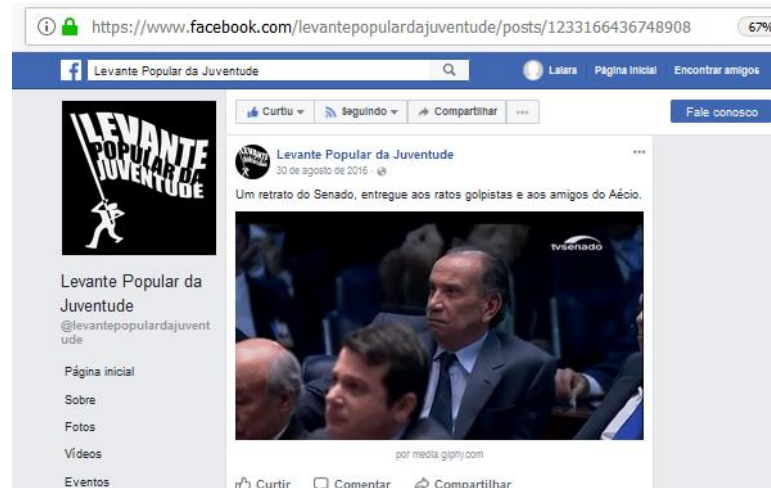 https://www.facebook.com/levantepopulardajuventude/posts/1233166436748908 67%
f Levante Popular da Juventude Laiara Página inicial Encontrar amigos
Curtiu Seguindo Compartilhar ... Fale conosco
LEVANTE
POPULAR DA
JUVENTUDE
Levante Popular da
Juventude
@levantepopulardajuvent
ude
Página inicial
Sobre
Fotos
Vídeos
Eventos
Levante Popular da Juventude
30 de agosto de 2016
Um retrato do Senado, entregue aos ratos golpistas e aos amigos do Aécio.
tvsenado
por media.giphy.com
Curtir Comentar Compartilhar